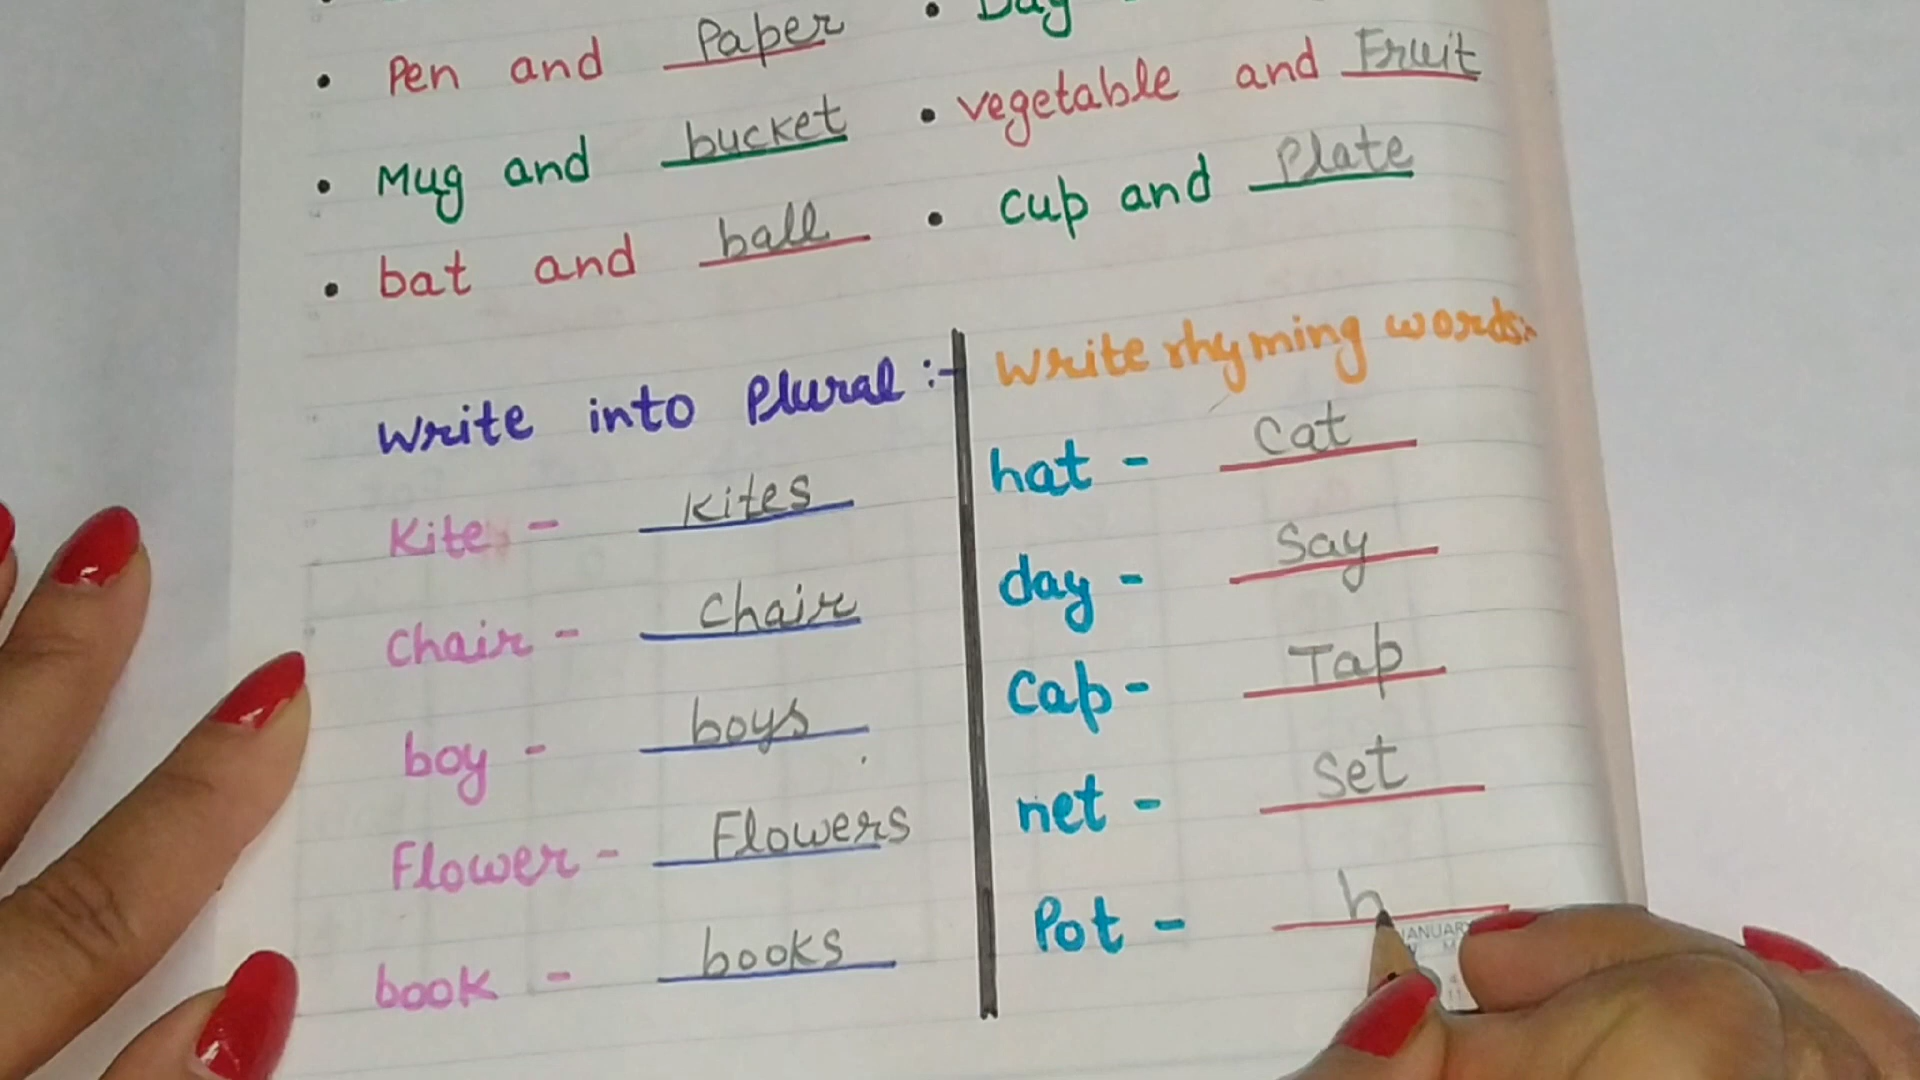 Pen and Paper
Day
Mug and bucket
vegetable and Fruit
bat and ball
cup and Plate
Write into Plural :-
Kite - Kites
Chair - Chair
boy - boys
Flower - Flowers
book - books
Write rhyming words:
hat - Cat
day - Say
Cap - Tap
net - Set
Pot - h